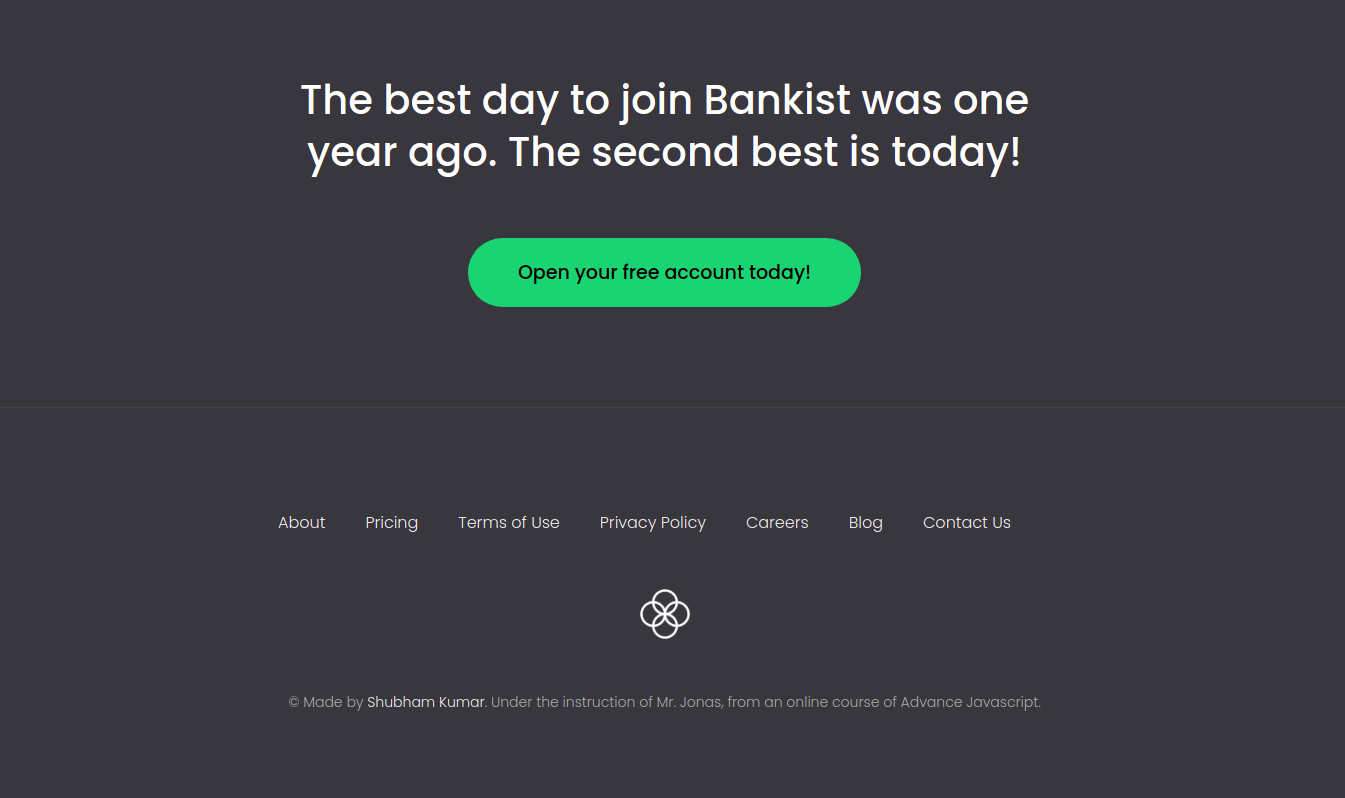 The best day to join Bankist was one
year ago. The second best is today!
Open your free account today!
About Pricing Terms of Use Privacy Policy Careers Blog Contact Us
© Made by Shubham Kumar. Under the instruction of Mr. Jonas, from an online course of Advance Javascript.